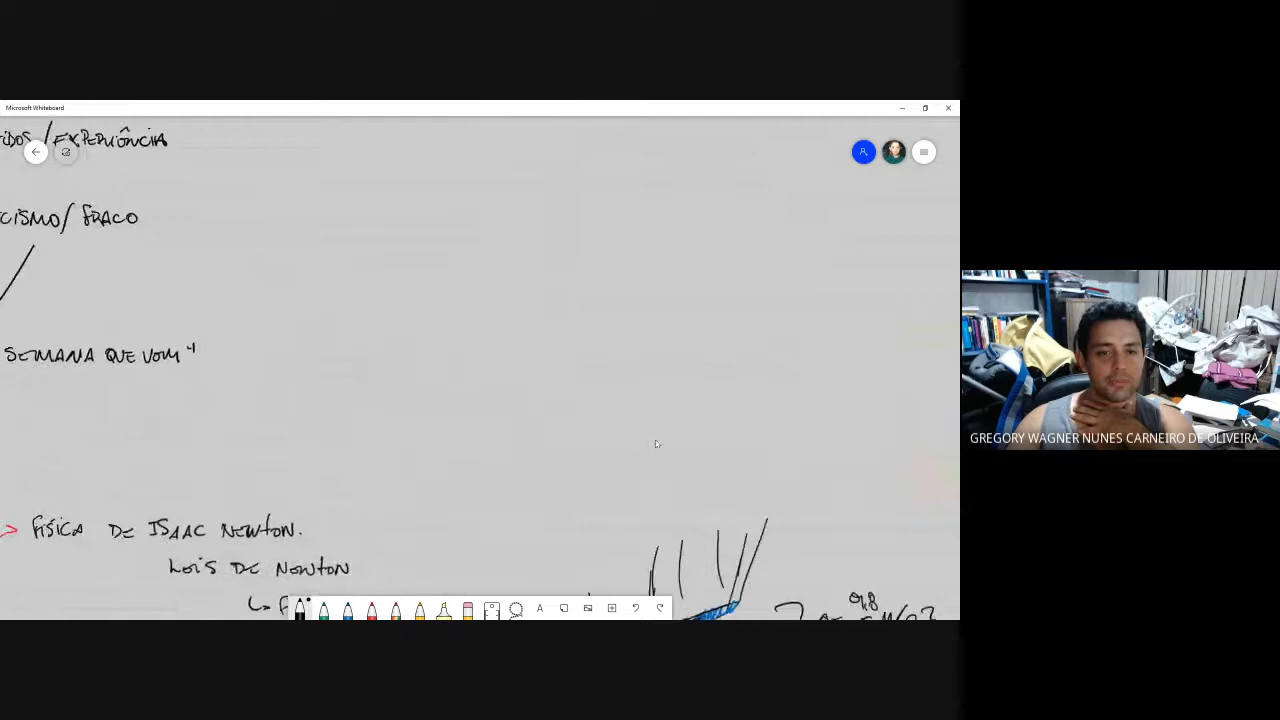 Microsoft Whiteboard
/EXPERIÊNCIA
CISMO/ FRACO
SEMANA QUE VEM"
FÍSICA DE ISAAC NEWTON.
LEIS DE NEWTON
GREGORY WAGNER NUNES CARNEIRO DE OLIVEIRA